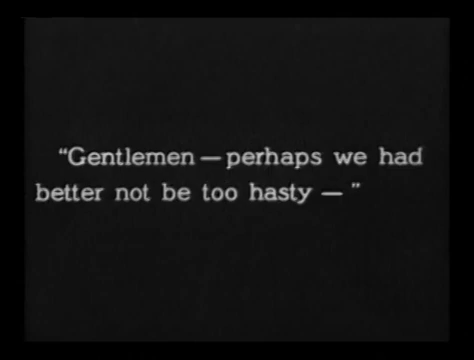 "Gentlemen — perhaps we had
better not be too hasty — "